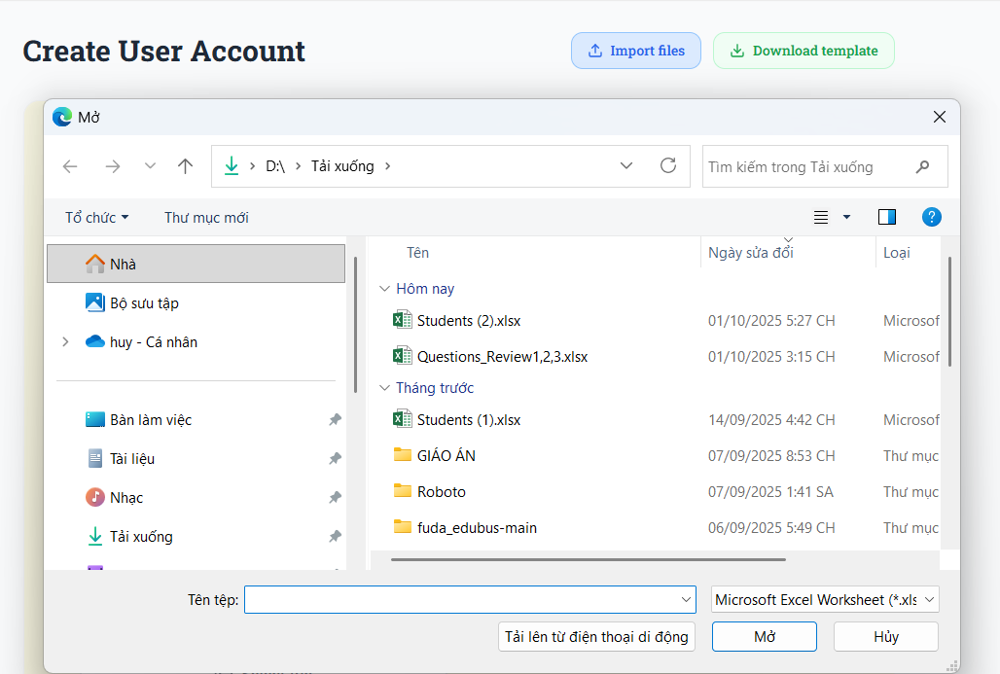 Create User Account
Import files
Download template
Mở
D:\ Tải xuống
Tìm kiếm trong Tải xuống
Tổ chức
Thư mục mới
?
Nhà
Bộ sưu tập
huy - Cá nhân
Bàn làm việc
Tài liệu
Nhạc
Tải xuống
Tên Ngày sửa đổi Loại
Hôm nay
Students (2).xlsx 01/10/2025 5:27 CH Microsof
Questions_Review1,2,3.xlsx 01/10/2025 3:15 CH Microsof
Tháng trước
Students (1).xlsx 14/09/2025 4:42 CH Microsof
GIÁO ÁN 07/09/2025 8:53 CH Thư mục
Roboto 07/09/2025 1:41 SA Thư mục
fuda_edubus-main 06/09/2025 5:49 CH Thư mục
Tên tệp:
Microsoft Excel Worksheet (*.xls
Tải lên từ điện thoại di động
Mở
Hủy